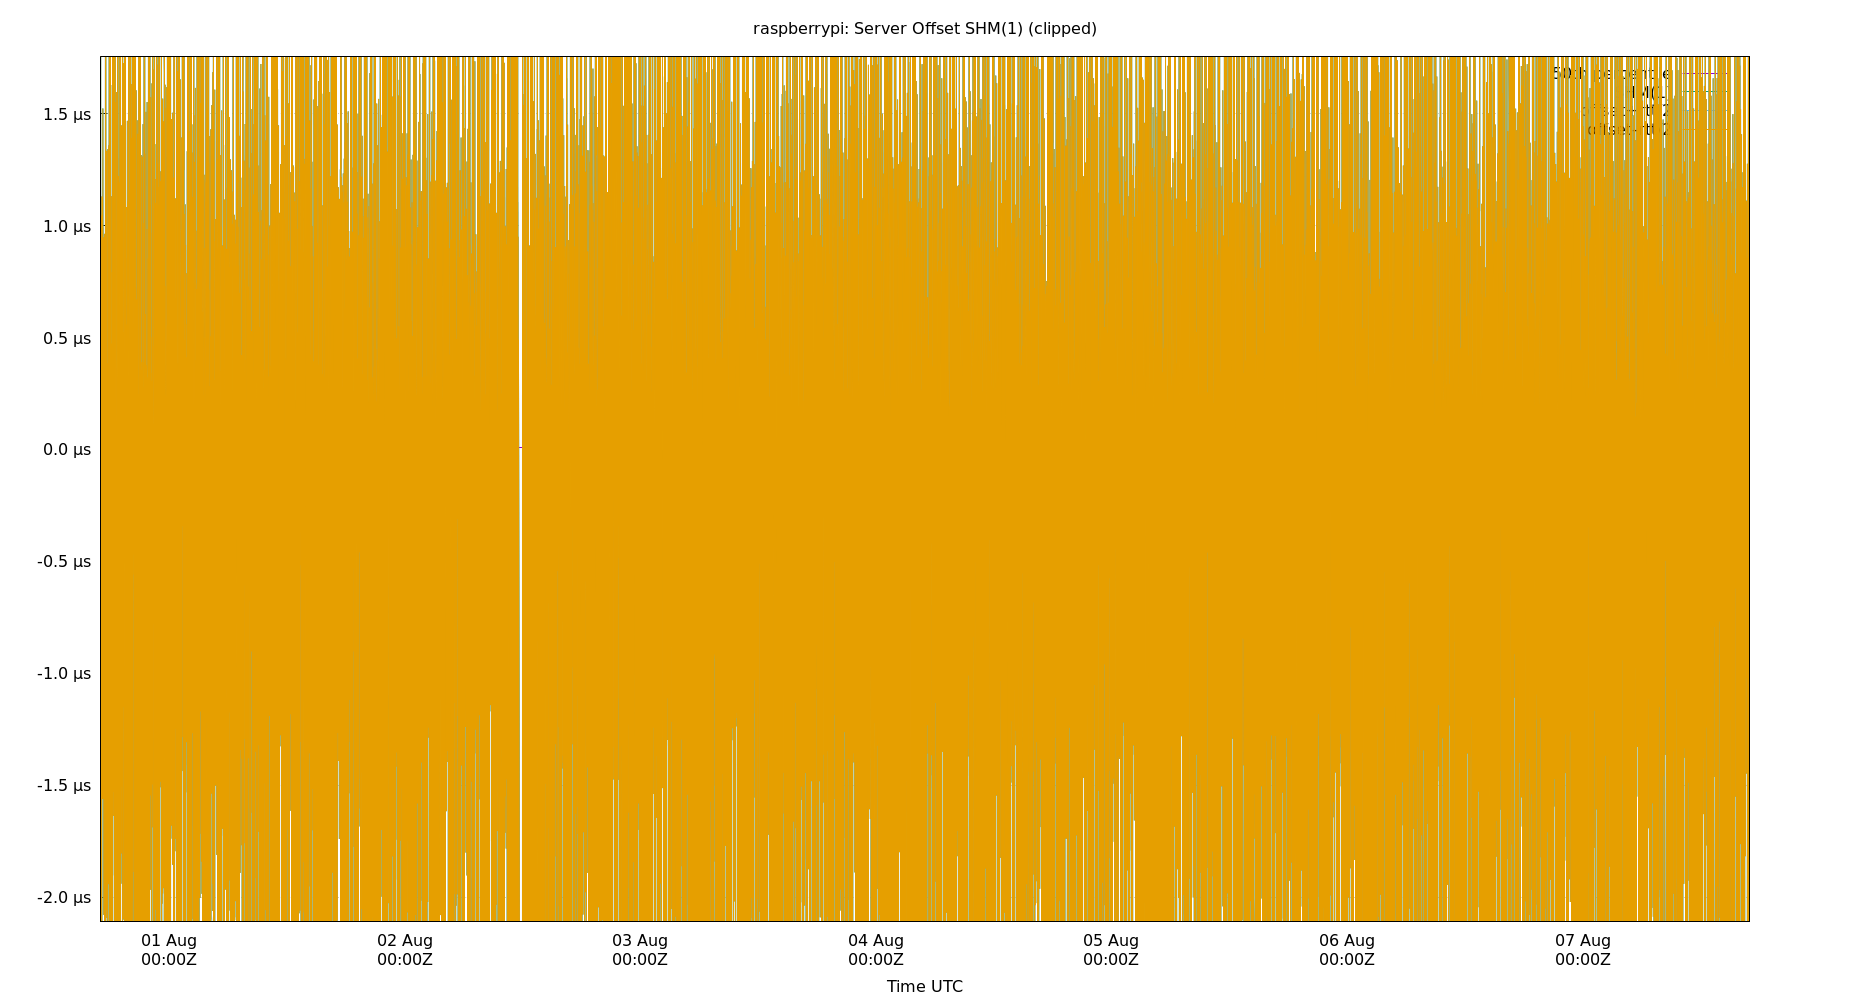 raspberrypi: Server Offset SHM(1) (clipped)
1.5 µs
1.0 µs
0.5 µs
0.0 µs
-0.5 µs
-1.0 µs
-1.5 µs
-2.0 µs
01 Aug 02 Aug 03 Aug 04 Aug 05 Aug 06 Aug 07 Aug
00:00Z 00:00Z 00:00Z 00:00Z 00:00Z 00:00Z 00:00Z
Time UTC